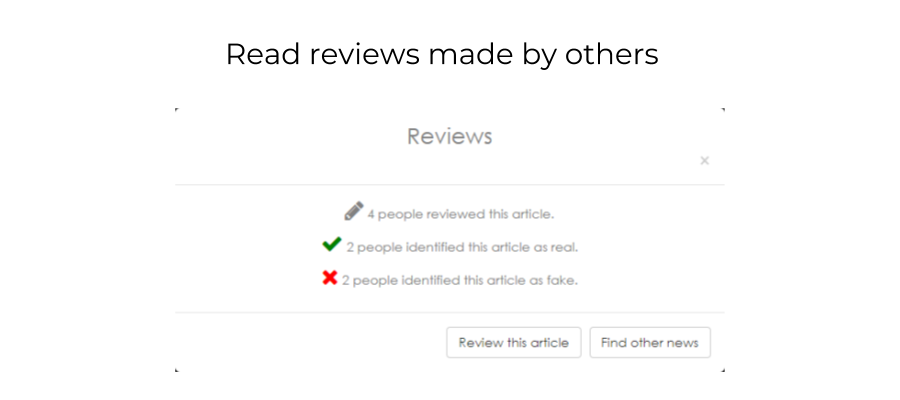 Read reviews made by others
Reviews
×
4 people reviewed this article.
2 people identified this article as real.
2 people identified this article as fake.
Review this article
Find other news